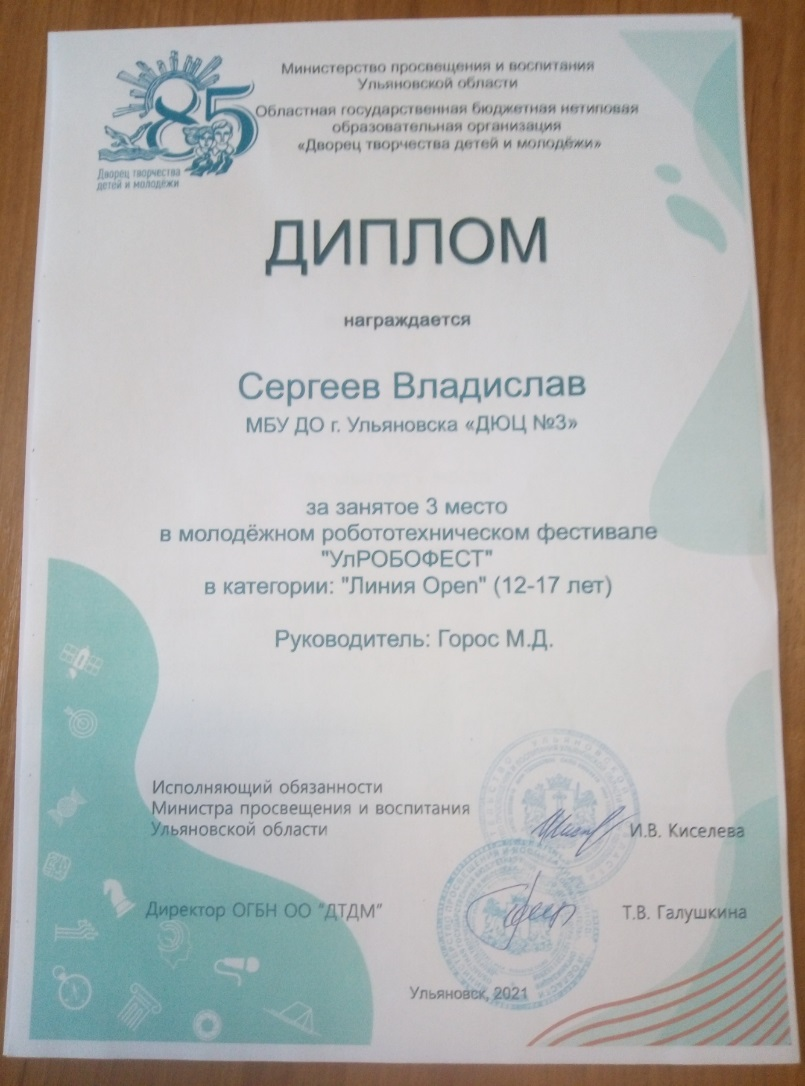 Министерство просвещения и воспитания
Ульяновской области
Областная государственная бюджетная нетиповая
образовательная организация
«Дворец творчества детей и молодёжи»
85
Дворец творчества
детей и молодёжи
ДИПЛОМ
награждается
Сергеев Владислав
МБУ ДО г. Ульяновска «ДЮЦ №3»
за занятое 3 место
в молодёжном робототехническом фестивале
"УлРОБОФЕСТ"
в категории: "Линия Open" (12-17 лет)
Руководитель: Горос М.Д.
Исполняющий обязанности
Министра просвещения и воспитания
Ульяновской области
И.В. Киселева
Директор ОГБН ОО "ДТДМ"
Т.В. Галушкина
Ульяновск, 2021